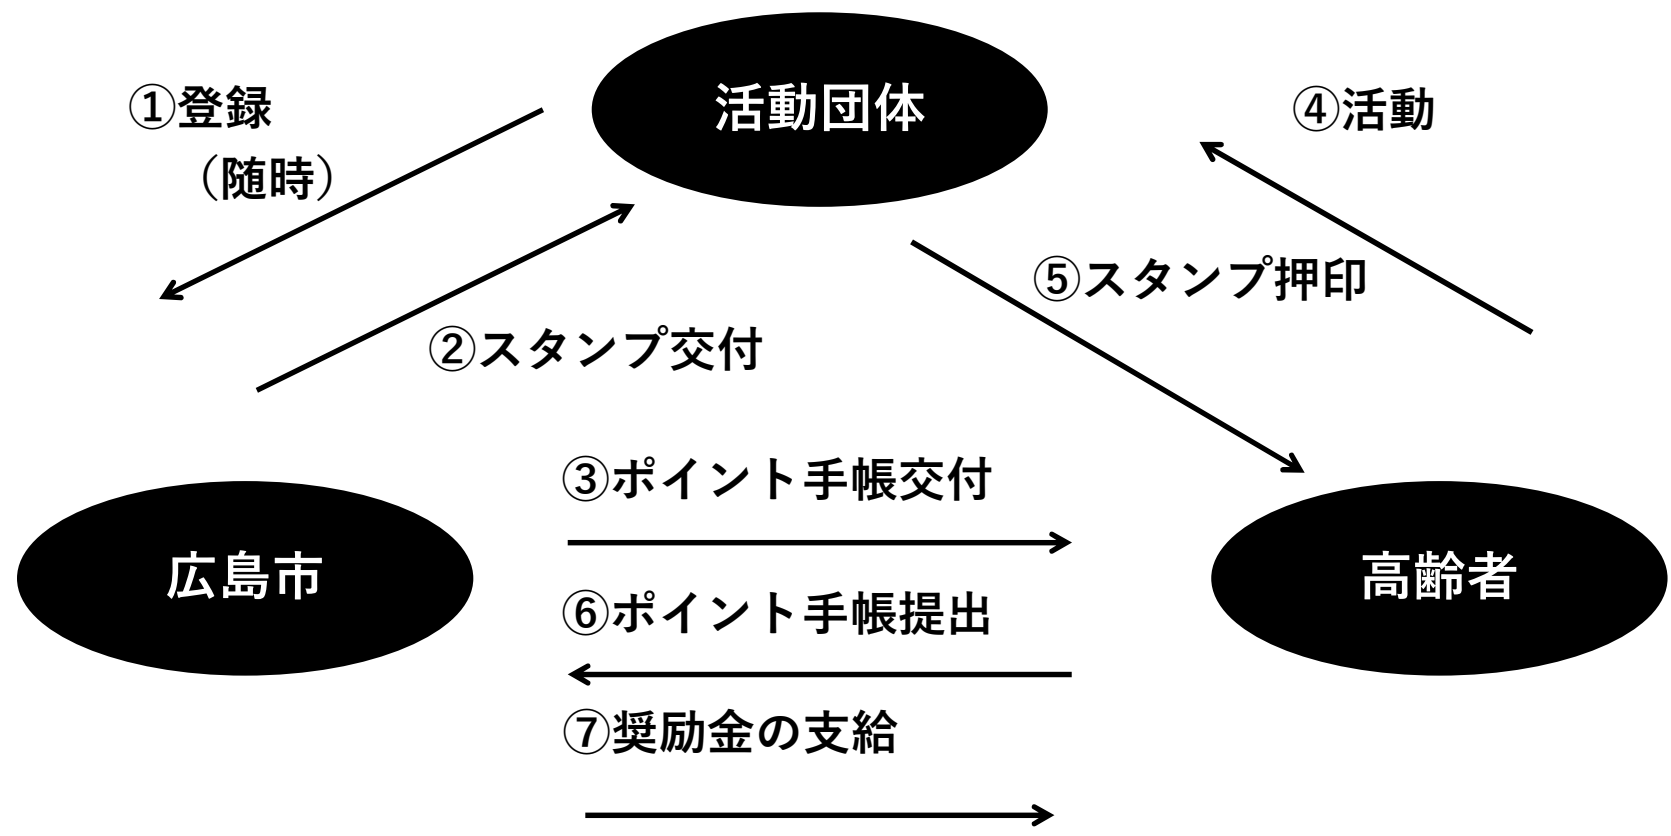 活動団体
①登録
（随時）
④活動
⑤スタンプ押印
②スタンプ交付
③ポイント手帳交付
広島市
高齢者
⑥ポイント手帳提出
⑦奨励金の支給